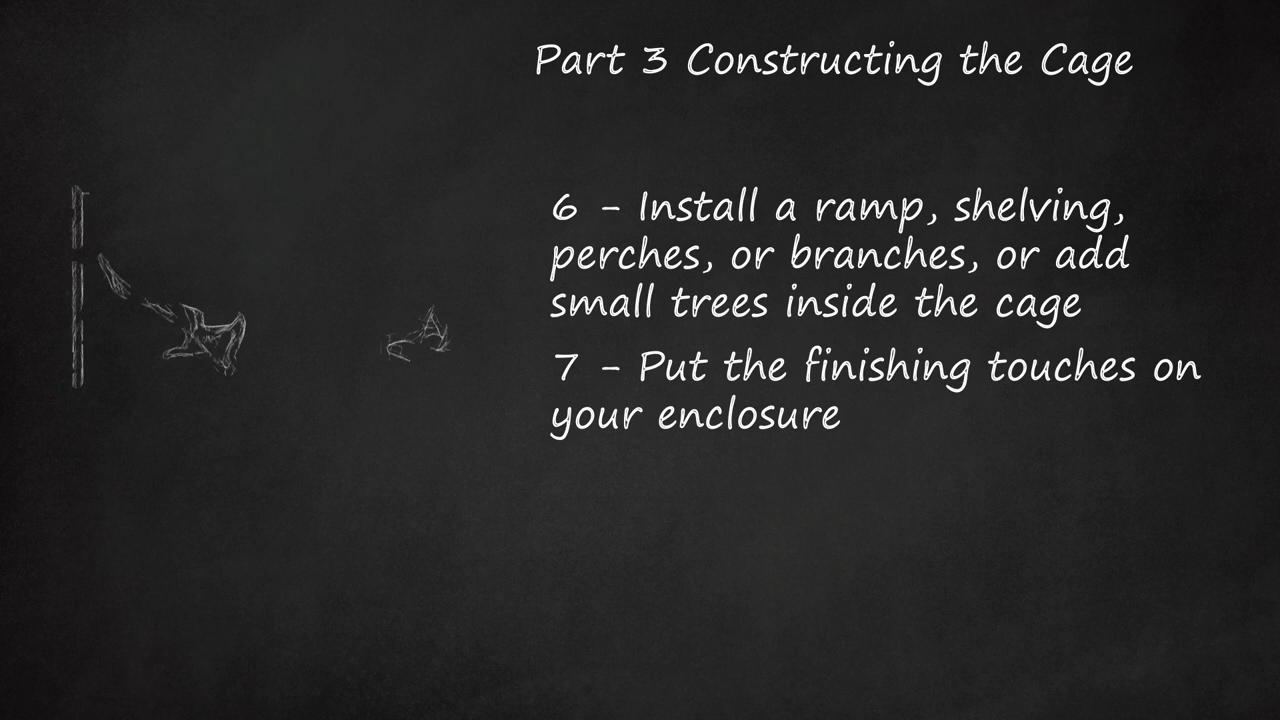 Part 3 Constructing the Cage
6 - Install a ramp, shelving,
perches, or branches, or add
small trees inside the cage
7 - Put the finishing touches on
your enclosure